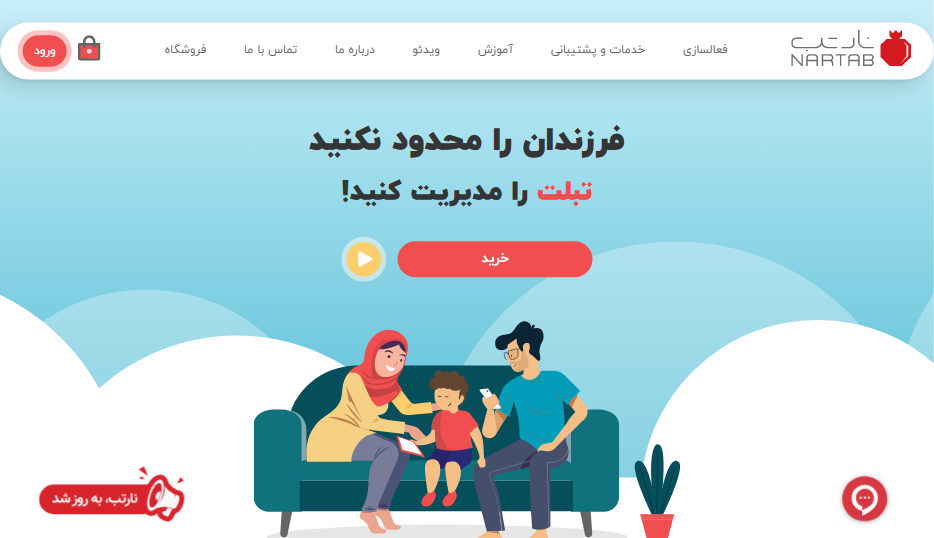 نارتب
NARTAB
فعالسازی
خدمات و پشتیبانی
آموزش
ویدئو
درباره ما
تماس با ما
فروشگاه
۰
ورود
فرزندان را محدود نکنید
تبلت را مدیریت کنید!
خرید
نارتب، به روز شد